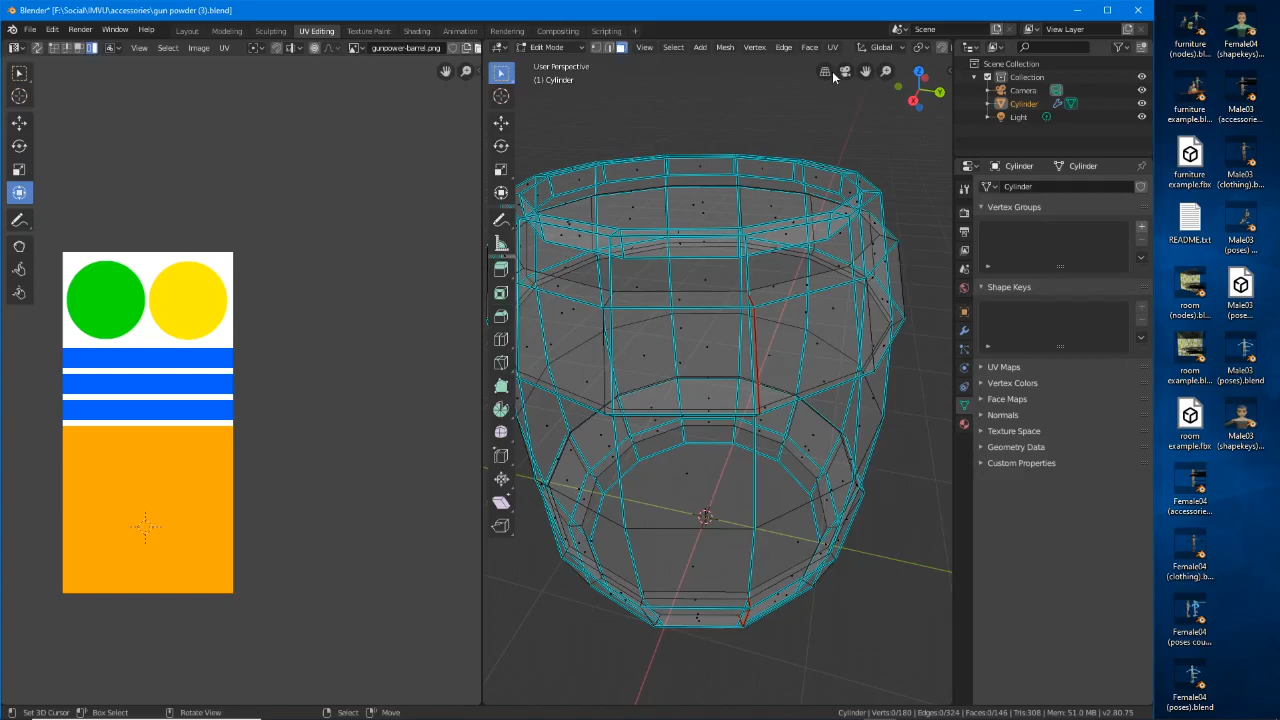 Blender* [F:\Social\IMVU\accessories\gun powder (3).blend]
File Edit Render Window Help Layout Modeling Sculpting UV Editing Texture Paint Shading Animation Rendering Compositing Scripting Scene View Layer
View Select Image UV gunpower-barrel.png Edit Mode View Select Add Mesh Vertex Edge Face UV Global
User Perspective
(1) Cylinder
Z
Y
X
Scene Collection
Collection
Camera
Cylinder
Light
Cylinder Cylinder
Cylinder
Vertex Groups
Shape Keys
UV Maps
Vertex Colors
Face Maps
Normals
Texture Space
Geometry Data
Custom Properties
Set 3D Cursor Box Select Rotate View Select Move Cylinder | Verts:0/180 | Edges:0/324 | Faces:0/146 | Tris:308 | Mem: 51.0 MB | v2.80.75
furniture
(nodes).bl...
Female04
(shapekeys)...
furniture
example.bl...
Male03
(accessorie...
furniture
example.fbx
Male03
(clothing).b...
README.txt
Male03
(poses) ...
room
(nodes).bl...
Male03
(pose...
room
example.bl...
Male03
(poses).blend
room
example.fbx
Male03
(shapekeys)...
Female04
(accessorie...
Female04
(clothing).b...
Female04
(poses cou...
Female04
(poses).blend